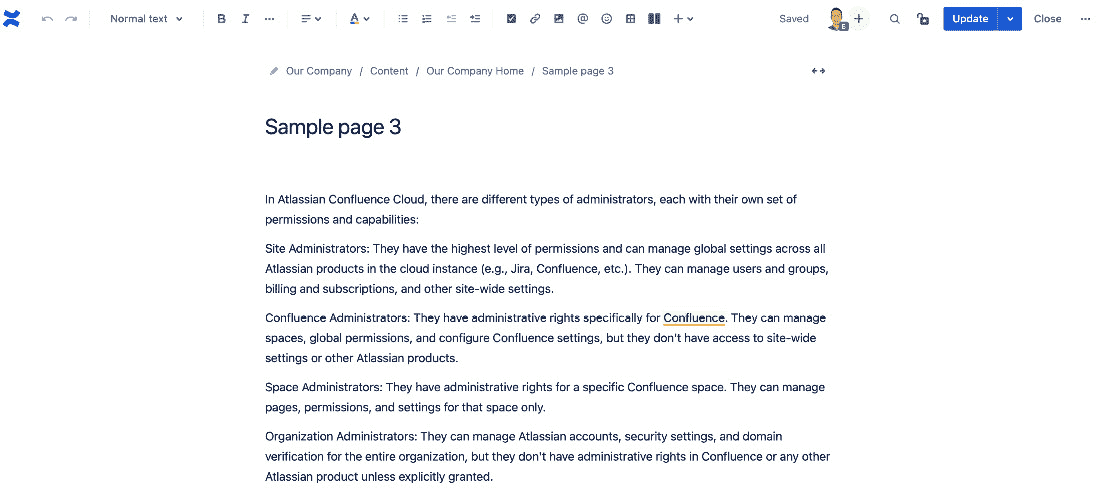 Normal text
B
I
A
Saved
B
Update
Close
Our Company / Content / Our Company Home / Sample page 3
Sample page 3
In Atlassian Confluence Cloud, there are different types of administrators, each with their own set of
permissions and capabilities:
Site Administrators: They have the highest level of permissions and can manage global settings across all
Atlassian products in the cloud instance (e.g., Jira, Confluence, etc.). They can manage users and groups,
billing and subscriptions, and other site-wide settings.
Confluence Administrators: They have administrative rights specifically for Confluence. They can manage
spaces, global permissions, and configure Confluence settings, but they don't have access to site-wide
settings or other Atlassian products.
Space Administrators: They have administrative rights for a specific Confluence space. They can manage
pages, permissions, and settings for that space only.
Organization Administrators: They can manage Atlassian accounts, security settings, and domain
verification for the entire organization, but they don't have administrative rights in Confluence or any other
Atlassian product unless explicitly granted.